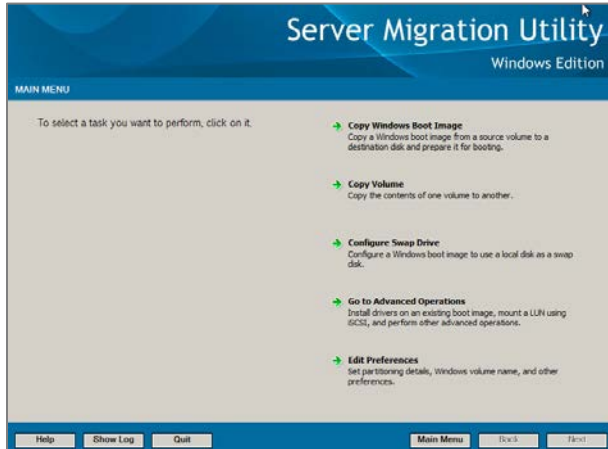 Server Migration Utility
Windows Edition
MAIN MENU
To select a task you want to perform, click on it.
Copy Windows Boot Image
Copy a Windows boot image from a source volume to a
destination disk and prepare it for booting.
Copy Volume
Copy the contents of one volume to another.
Configure Swap Drive
Configure a Windows boot image to use a local disk as a swap
disk.
Go to Advanced Operations
Install drivers on an existing boot image, mount a LUN using
iSCSI, and perform other advanced operations.
Edit Preferences
Set partitioning details, Windows volume name, and other
preferences.
Help Show Log Quit Main Menu Back Next